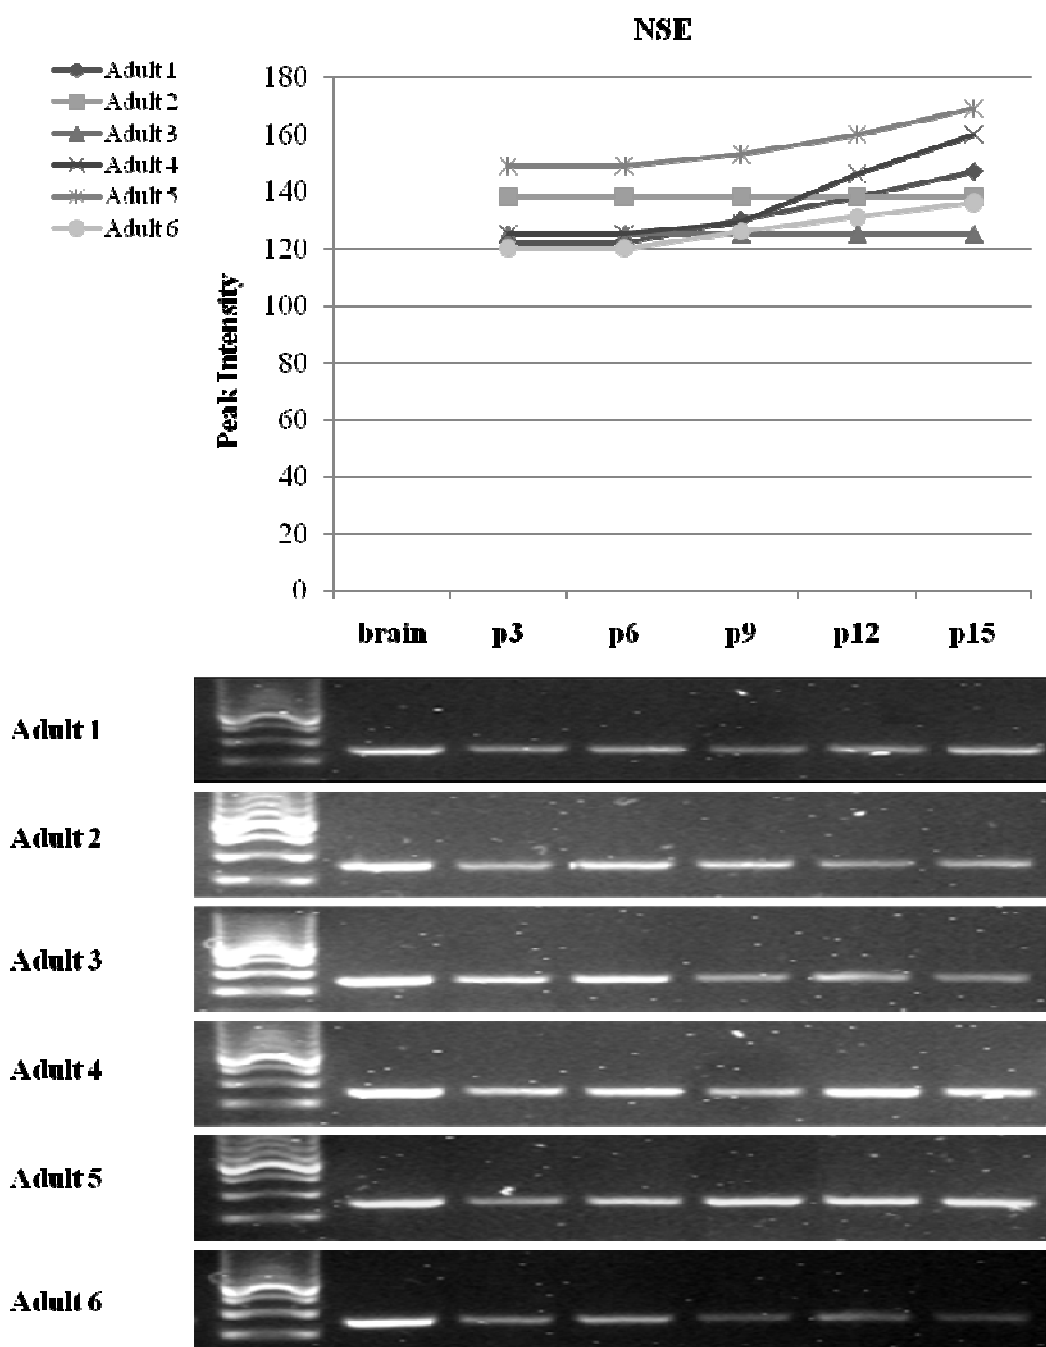 NSE
Adult 1
Adult 2
Adult 3
Adult 4
Adult 5
Adult 6
Peak Intensity
180
160
140
120
100
80
60
40
20
0
brain p3 p6 p9 p12 p15
Adult 1
Adult 2
Adult 3
Adult 4
Adult 5
Adult 6